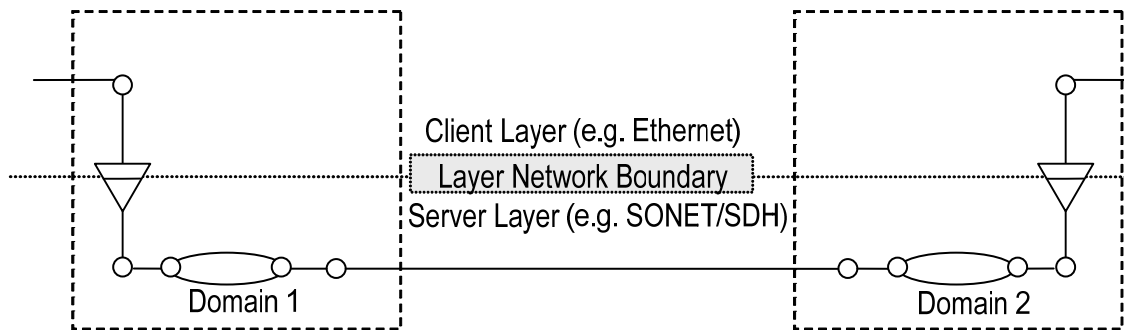 Client Layer (e.g. Ethernet)
Layer Network Boundary
Server Layer (e.g. SONET/SDH)
Domain 1
Domain 2